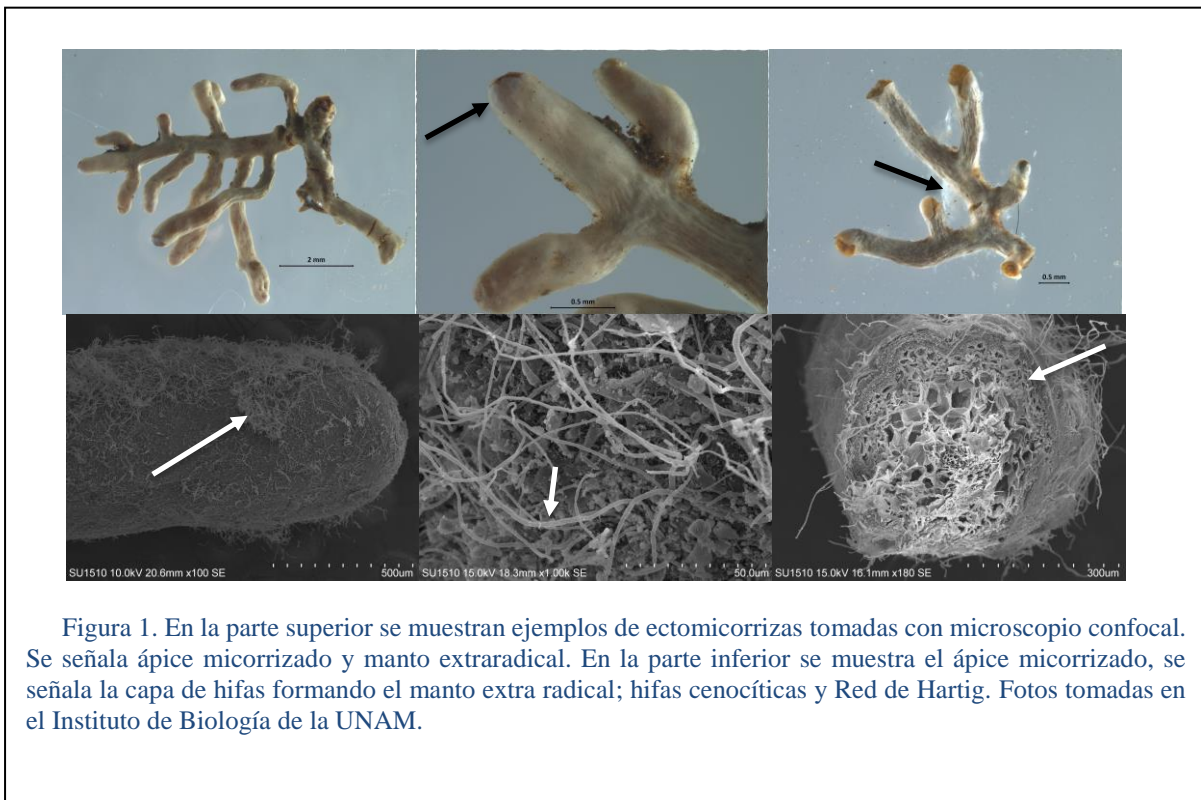 2 mm
0.5 mm
0.5 mm
SU1510 10.0kV 20.6mm x100 SE 500um
SU1510 15.0kV 18.3mm x1.00k SE 50.0um
SU1510 15.0kV 16.1mm x180 SE 300um
Figura 1. En la parte superior se muestran ejemplos de ectomicorrizas tomadas con microscopio confocal.
Se señala ápice micorrizado y manto extraradical. En la parte inferior se muestra el ápice micorrizado, se
señala la capa de hifas formando el manto extra radical; hifas cenocíticas y Red de Hartig. Fotos tomadas en
el Instituto de Biología de la UNAM.